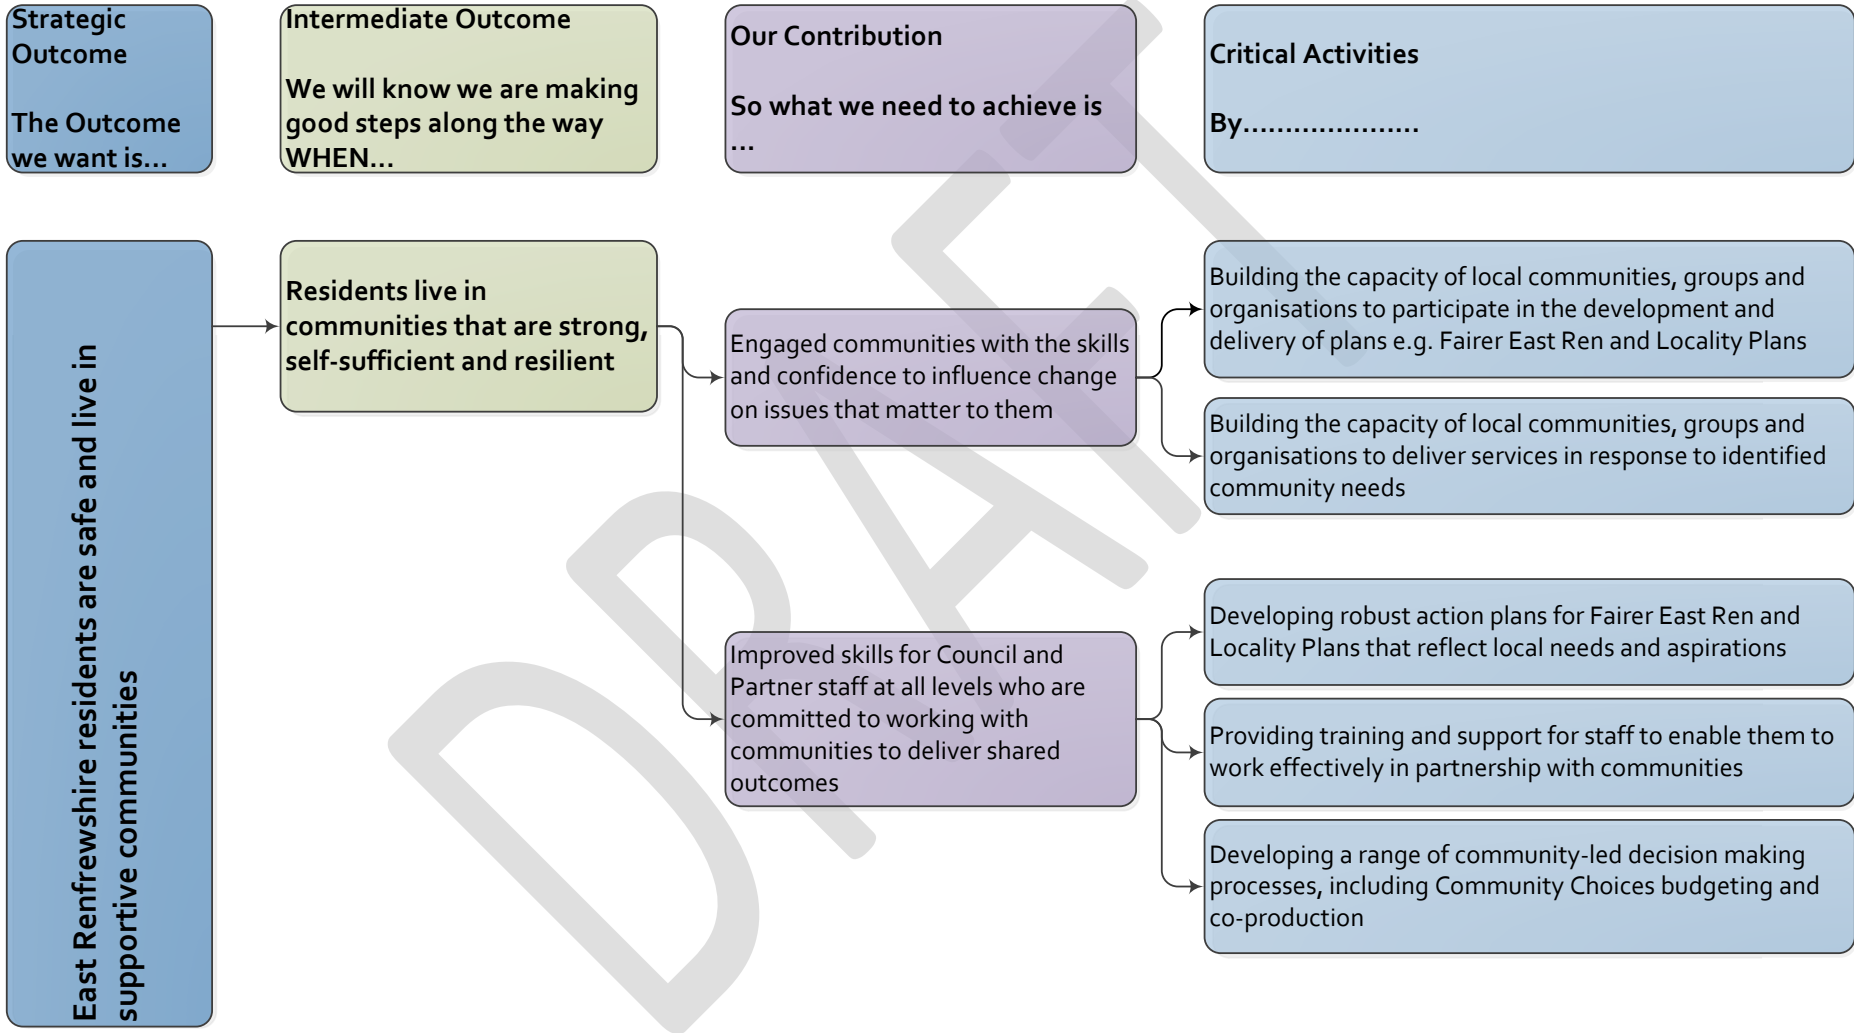 Strategic
Outcome
The Outcome
we want is...
Intermediate Outcome
We will know we are making
good steps along the way
WHEN...
Our Contribution
So what we need to achieve is
...
Critical Activities
By.....................
East Renfrewshire residents are safe and live in
supportive communities
Residents live in
communities that are strong,
self-sufficient and resilient
Engaged communities with the skills
and confidence to influence change
on issues that matter to them
Building the capacity of local communities, groups and
organisations to participate in the development and
delivery of plans e.g. Fairer East Ren and Locality Plans
Building the capacity of local communities, groups and
organisations to deliver services in response to identified
community needs
Improved skills for Council and
Partner staff at all levels who are
committed to working with
communities to deliver shared
outcomes
Developing robust action plans for Fairer East Ren and
Locality Plans that reflect local needs and aspirations
Providing training and support for staff to enable them to
work effectively in partnership with communities
Developing a range of community-led decision making
processes, including Community Choices budgeting and
co-production
DRAFT